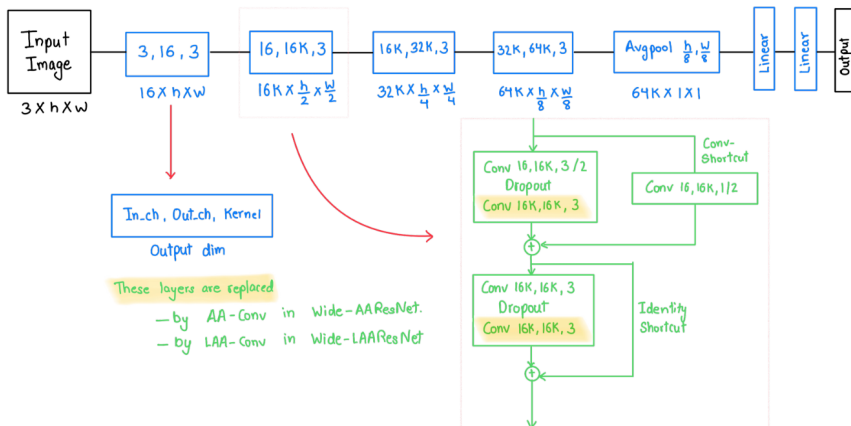 Input Image
3 × h × w
3, 16, 3
16 × h × w
16, 16K, 3
16K × h/2 × w/2
16K, 32K, 3
32K × h/4 × w/4
32K, 64K, 3
64K × h/8 × w/8
Avgpool h/8, w/8
64K × 1 × 1
Linear
Linear
Output
In_ch, Out_ch, Kernel
Output dim
These layers are replaced
– by AA-Conv in Wide-AAResNet.
– by LAA-Conv in Wide-LAAResNet
Conv 16, 16K, 3/2
Dropout
Conv 16K, 16K, 3
Conv-
Shortcut
Conv 16, 16K, 1/2
+
Conv 16K, 16K, 3
Dropout
Conv 16K, 16K, 3
Identity
Shortcut
+